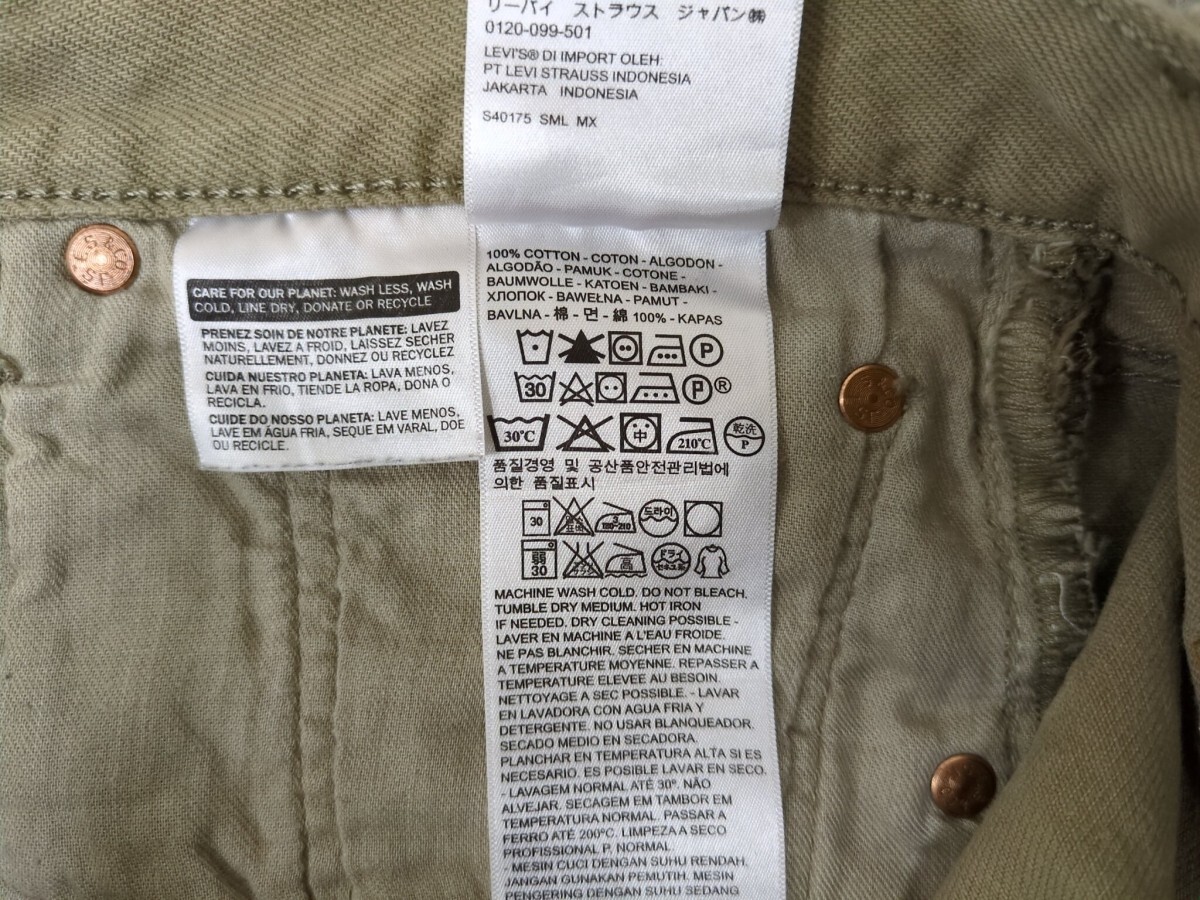 リーバイ ストラウス ジャパン㈱
0120-099-501
LEVI'S® DI IMPORT OLEH:
PT LEVI STRAUSS INDONESIA
JAKARTA INDONESIA
S40175 SML MX
L S & CO
S J
CARE FOR OUR PLANET: WASH LESS, WASH
COLD, LINE DRY, DONATE OR RECYCLE
PRENEZ SOIN DE NOTRE PLANETE: LAVEZ
MOINS, LAVEZ A FROID, LAISSEZ SECHER
NATURELLEMENT, DONNEZ OU RECYCLEZ
CUIDA NUESTRO PLANETA: LAVA MENOS,
LAVA EN FRIO, TIENDE LA ROPA, DONA O
RECICLA.
CUIDE DO NOSSO PLANETA: LAVE MENOS,
LAVE EM ÁGUA FRIA, SEQUE EM VARAL, DOE
OU RECICLE.
100% COTTON - COTON - ALGODON -
ALGODÃO - PAMUK - COTONE -
BAUMWOLLE - KATOEN - BAMBAKI -
ХЛОПОК - BAWEŁNA - PAMUT -
BAVLNA - 棉 - 면 - 綿 100% - KAPAS
P
30 P ®
30°C 中 210°C 乾洗 P
품질경영 및 공산품안전관리법에
의한 품질표시
30 3 180~210 드라이
弱 30 高 ドライ
MACHINE WASH COLD. DO NOT BLEACH.
TUMBLE DRY MEDIUM. HOT IRON
IF NEEDED. DRY CLEANING POSSIBLE -
LAVER EN MACHINE A L'EAU FROIDE.
NE PAS BLANCHIR. SECHER EN MACHINE
A TEMPERATURE MOYENNE. REPASSER A
TEMPERATURE ELEVEE AU BESOIN.
NETTOYAGE A SEC POSSIBLE. - LAVAR
EN LAVADORA CON AGUA FRIA Y
DETERGENTE. NO USAR BLANQUEADOR.
SECADO MEDIO EN SECADORA.
PLANCHAR EN TEMPERATURA ALTA SI ES
NECESARIO. ES POSIBLE LAVAR EN SECO.
- LAVAGEM NORMAL ATÉ 30º. NÃO
ALVEJAR. SECAGEM EM TAMBOR EM
TEMPERATURA NORMAL. PASSAR A
FERRO ATÉ 200ºC. LIMPEZA A SECO
PROFISSIONAL P. NORMAL.
- MESIN CUCI DENGAN SUHU RENDAH.
JANGAN GUNAKAN PEMUTIH. MESIN
PENGERING DENGAN SUHU SEDANG